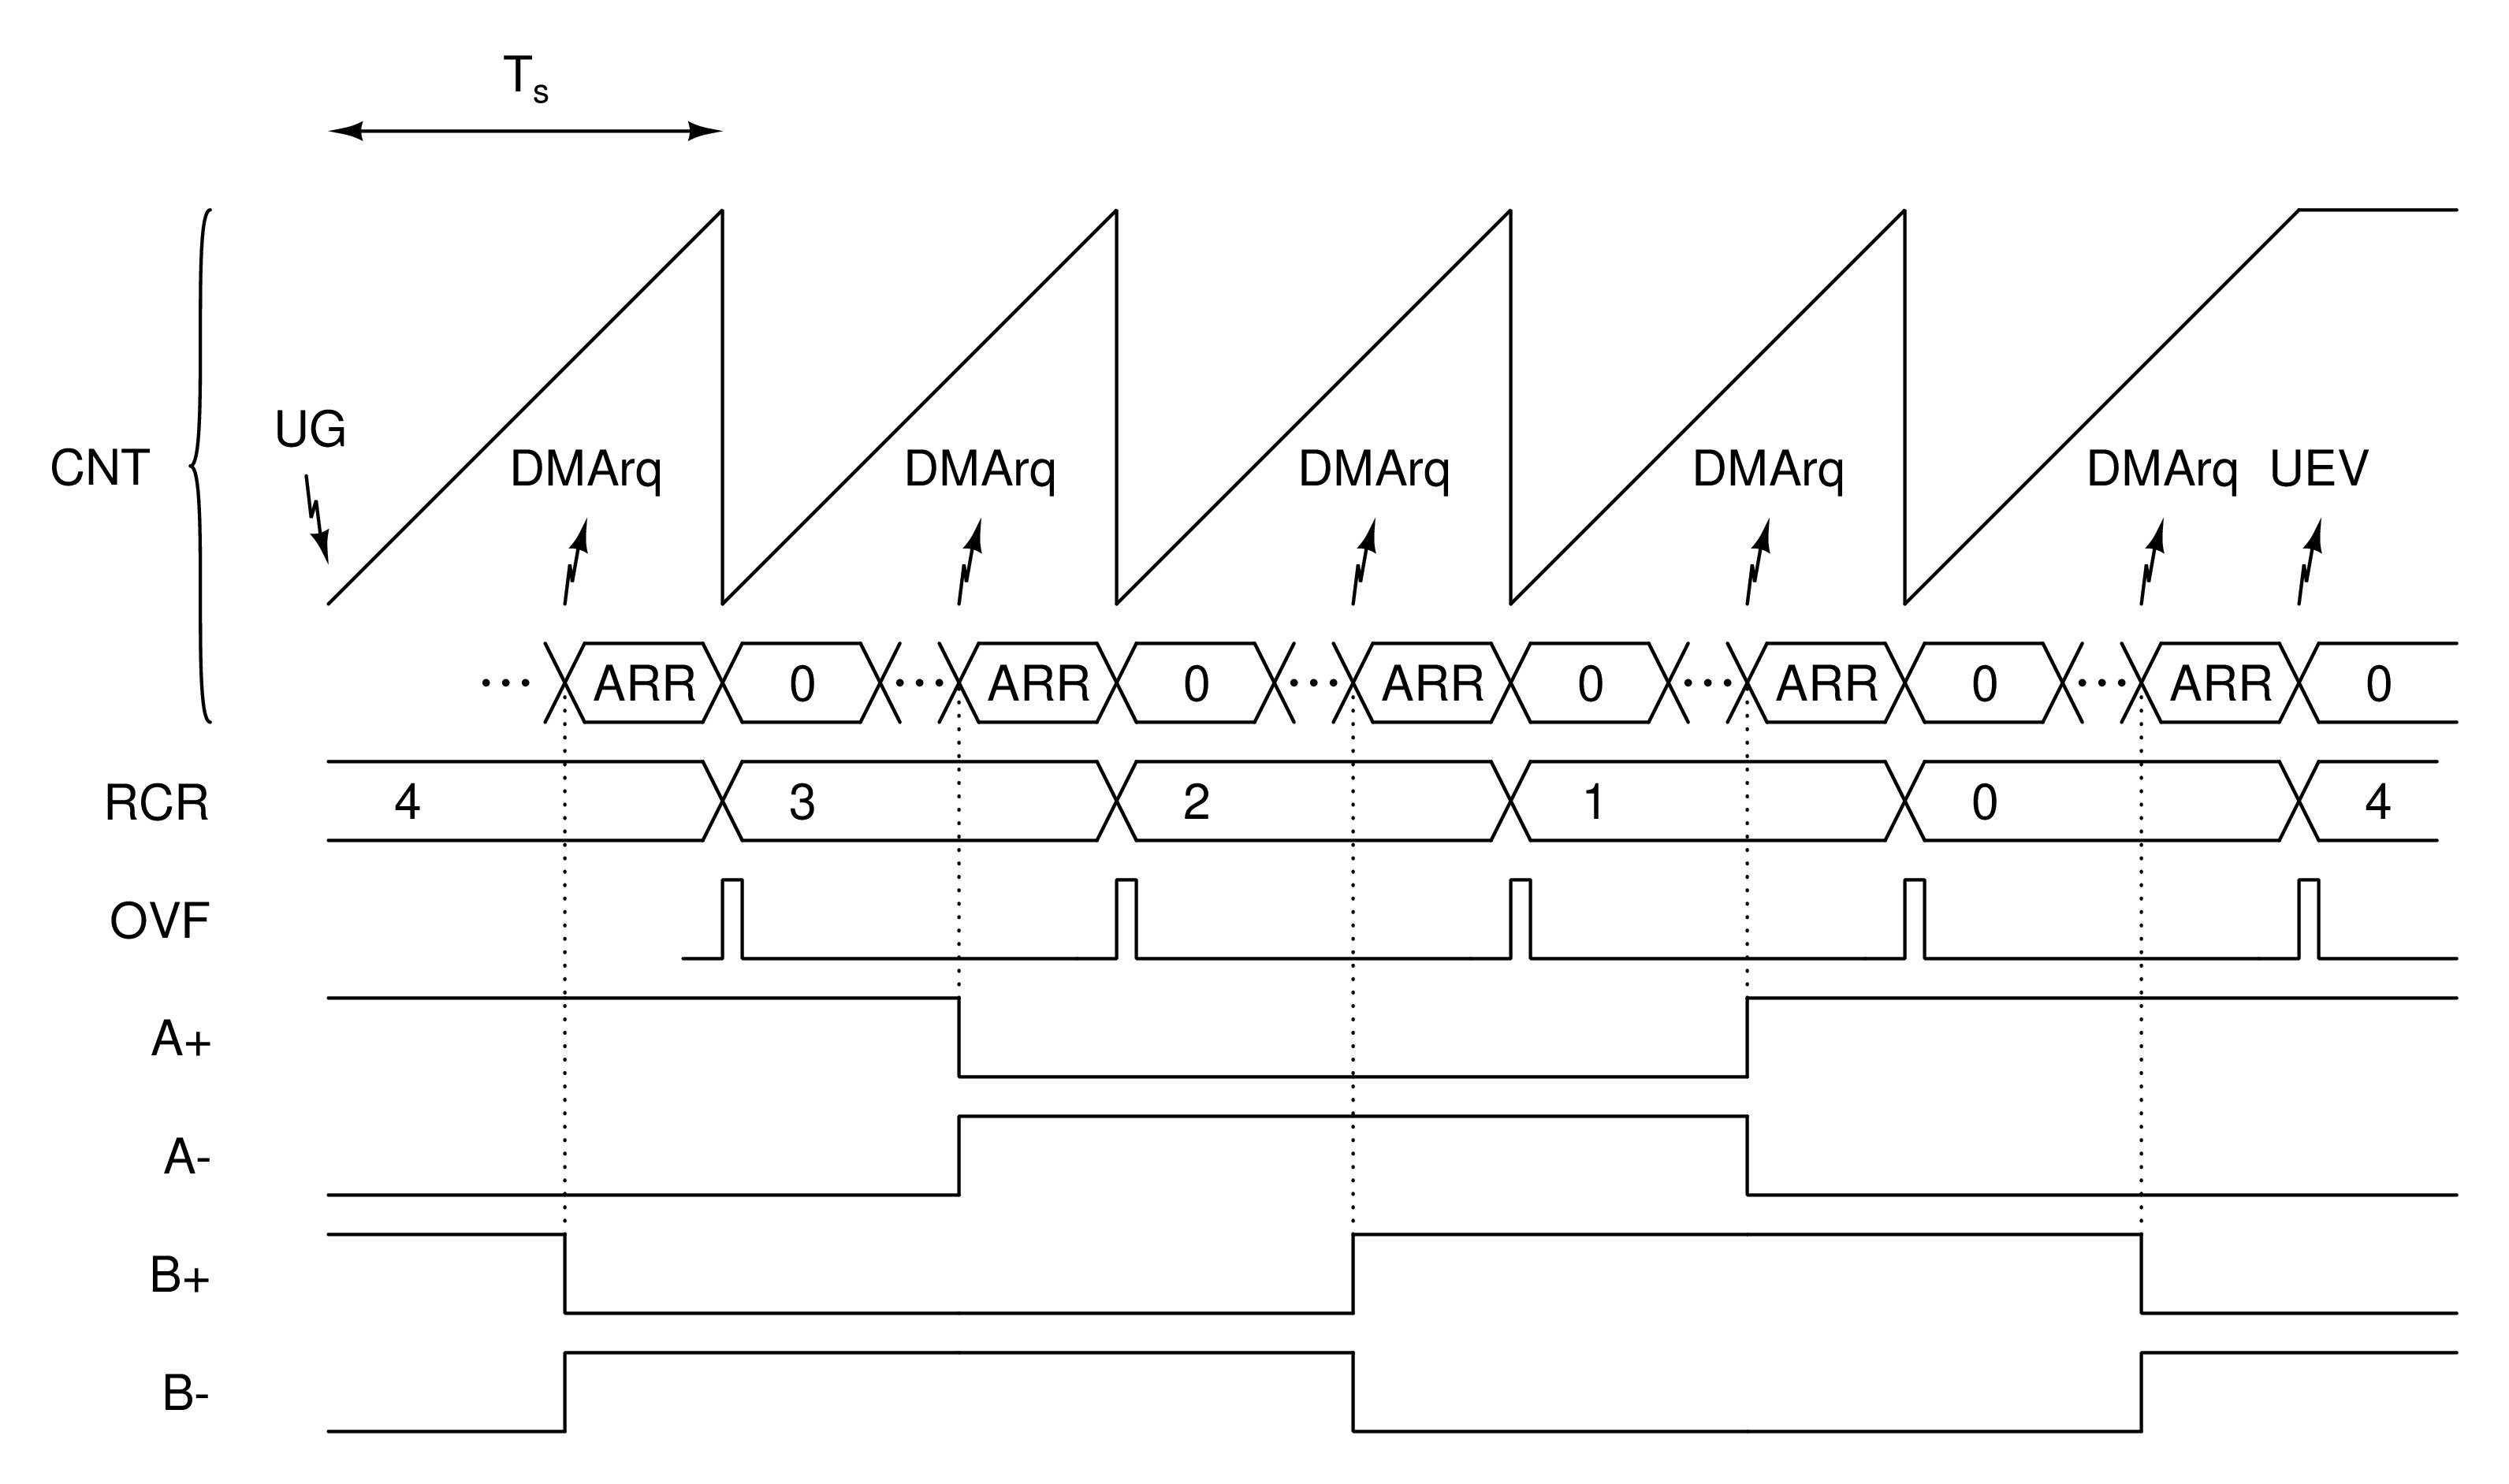 Ts
UG
CNT
DMArq DMArq DMArq DMArq DMArq UEV
... ARR 0 ... ARR 0 ... ARR 0 ... ARR 0 ... ARR 0
RCR 4 3 2 1 0 4
OVF
A+
A-
B+
B-